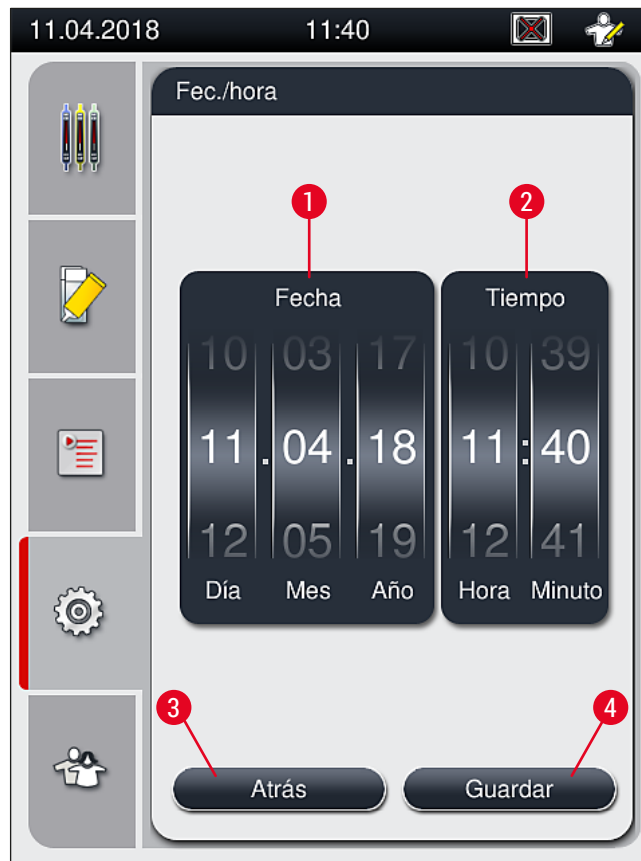 11.04.2018 11:40
Fec./hora
1 2
Fecha Tiempo
10 03 17 10 39
11 . 04 . 18 11 : 40
12 05 19 12 41
Día Mes Año Hora Minuto
3 4
Atrás Guardar